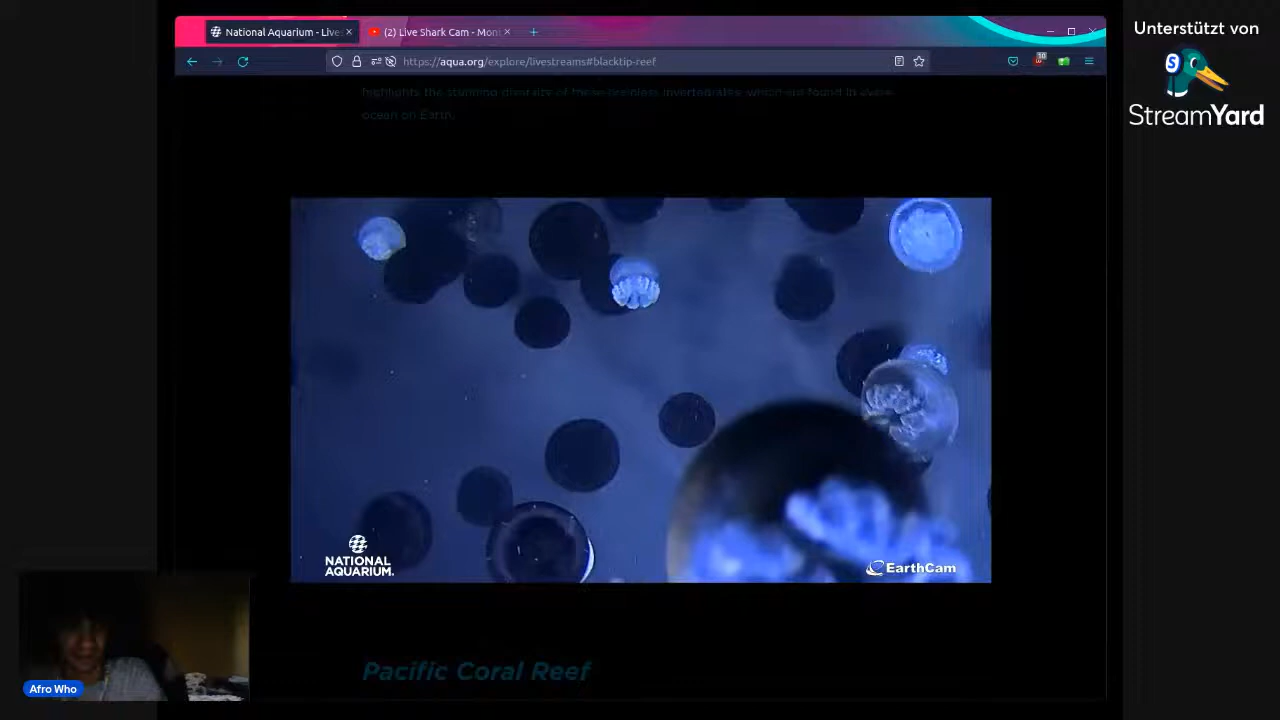 National Aquarium - Live
(2) Live Shark Cam - Mon
https://aqua.org/explore/livestreams#blacktip-reef
10
highlights the stunning diversity of these boneless invertebrates, which are found in every
ocean on Earth.
NATIONAL
AQUARIUM.
EarthCam
Pacific Coral Reef
Afro Who
Unterstützt von
S
StreamYard